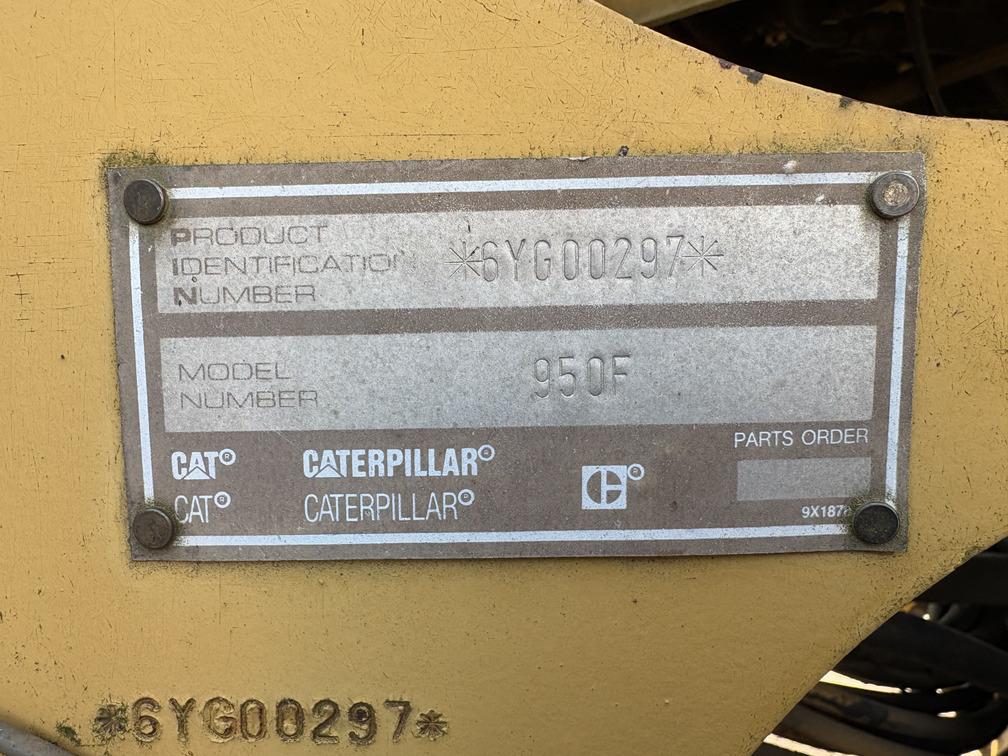 PRODUCT
IDENTIFICATION
NUMBER
*6YG00297*
MODEL
NUMBER
950F
PARTS ORDER
CAT®
CATERPILLAR®
CAT®
CATERPILLAR®
*6YG00297*